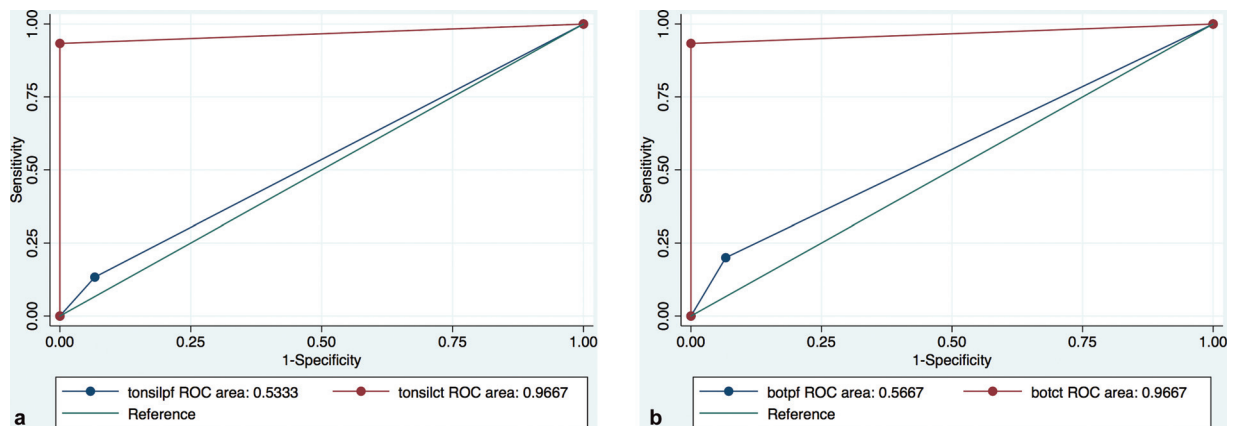 Sensitivity
1.00
0.75
0.50
0.25
0.00
0.00 0.25 0.50 0.75 1.00
1-Specificity
tonsilpf ROC area: 0.5333 tonsilct ROC area: 0.9667
Reference
a
Sensitivity
1.00
0.75
0.50
0.25
0.00
0.00 0.25 0.50 0.75 1.00
1-Specificity
botpf ROC area: 0.5667 botct ROC area: 0.9667
Reference
b